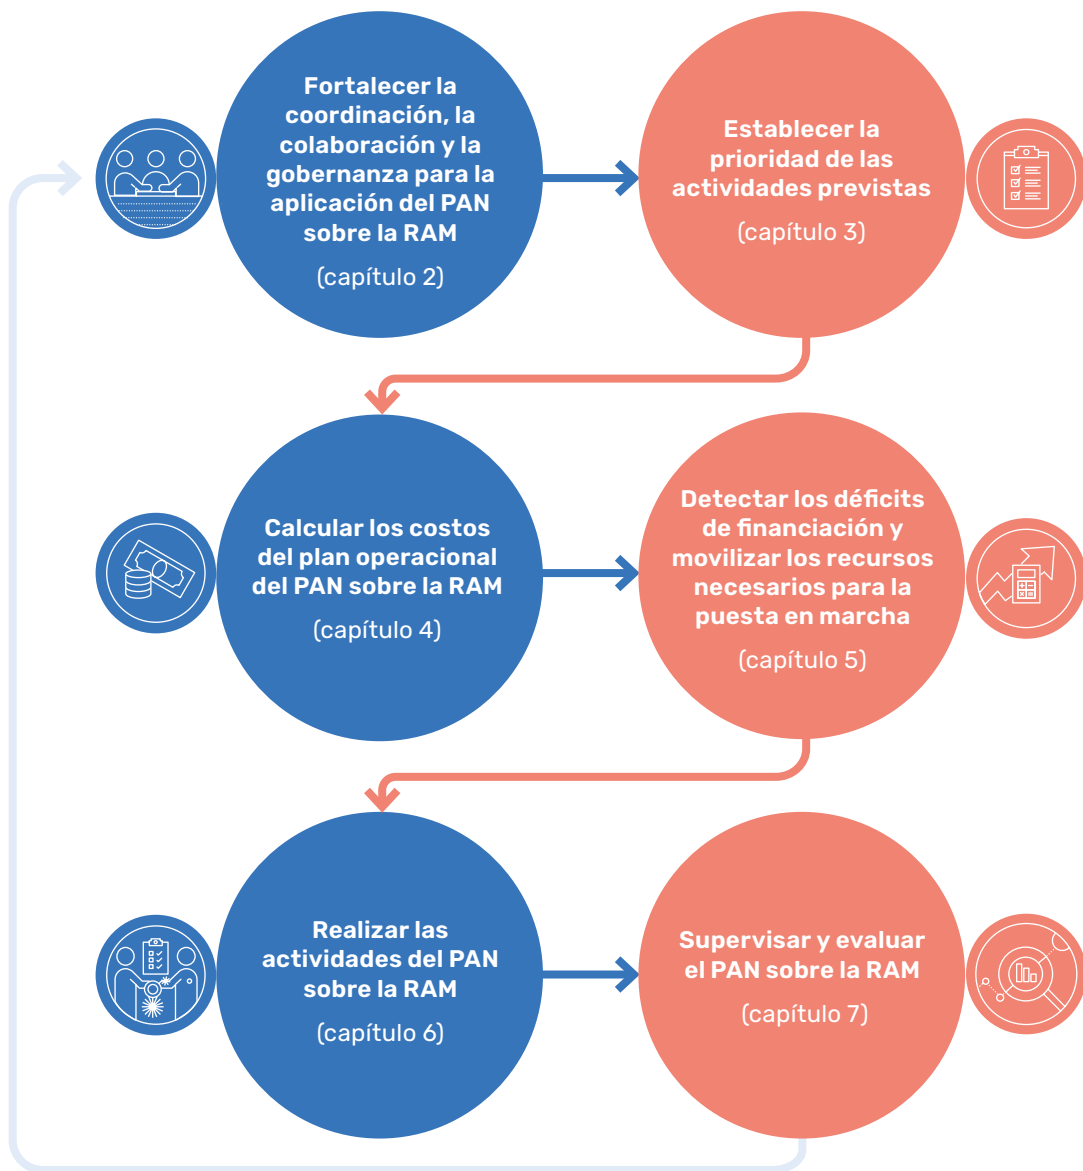 Fortalecer la
coordinación, la
colaboración y la
gobernanza para la
aplicación del PAN
sobre la RAM
(capítulo 2)
Establecer la
prioridad de las
actividades previstas
(capítulo 3)
Calcular los costos
del plan operacional
del PAN sobre la RAM
(capítulo 4)
Detectar los déficits
de financiación y
movilizar los recursos
necesarios para la
puesta en marcha
(capítulo 5)
Realizar las
actividades del PAN
sobre la RAM
(capítulo 6)
Supervisar y evaluar
el PAN sobre la RAM
(capítulo 7)